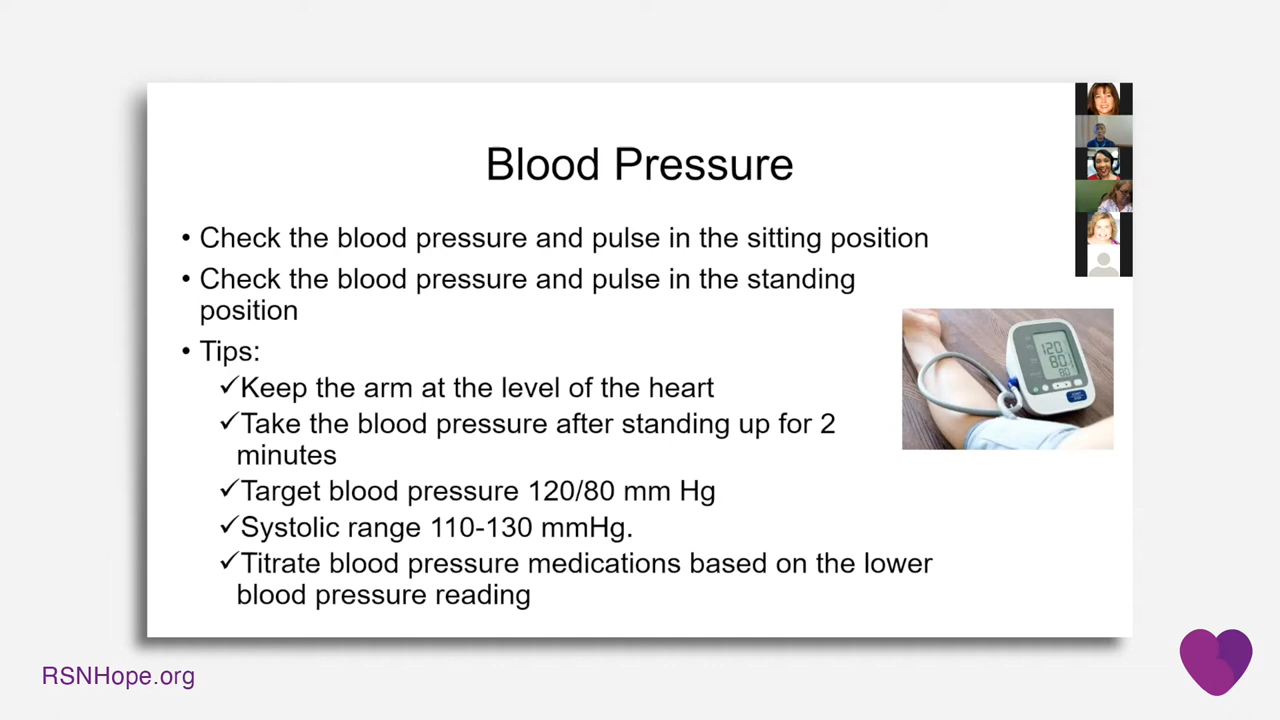 Blood Pressure
• Check the blood pressure and pulse in the sitting position
• Check the blood pressure and pulse in the standing
position
• Tips:
✓Keep the arm at the level of the heart
✓Take the blood pressure after standing up for 2
minutes
✓Target blood pressure 120/80 mm Hg
✓Systolic range 110-130 mmHg.
✓Titrate blood pressure medications based on the lower
blood pressure reading
120
80
80
RSNHope.org